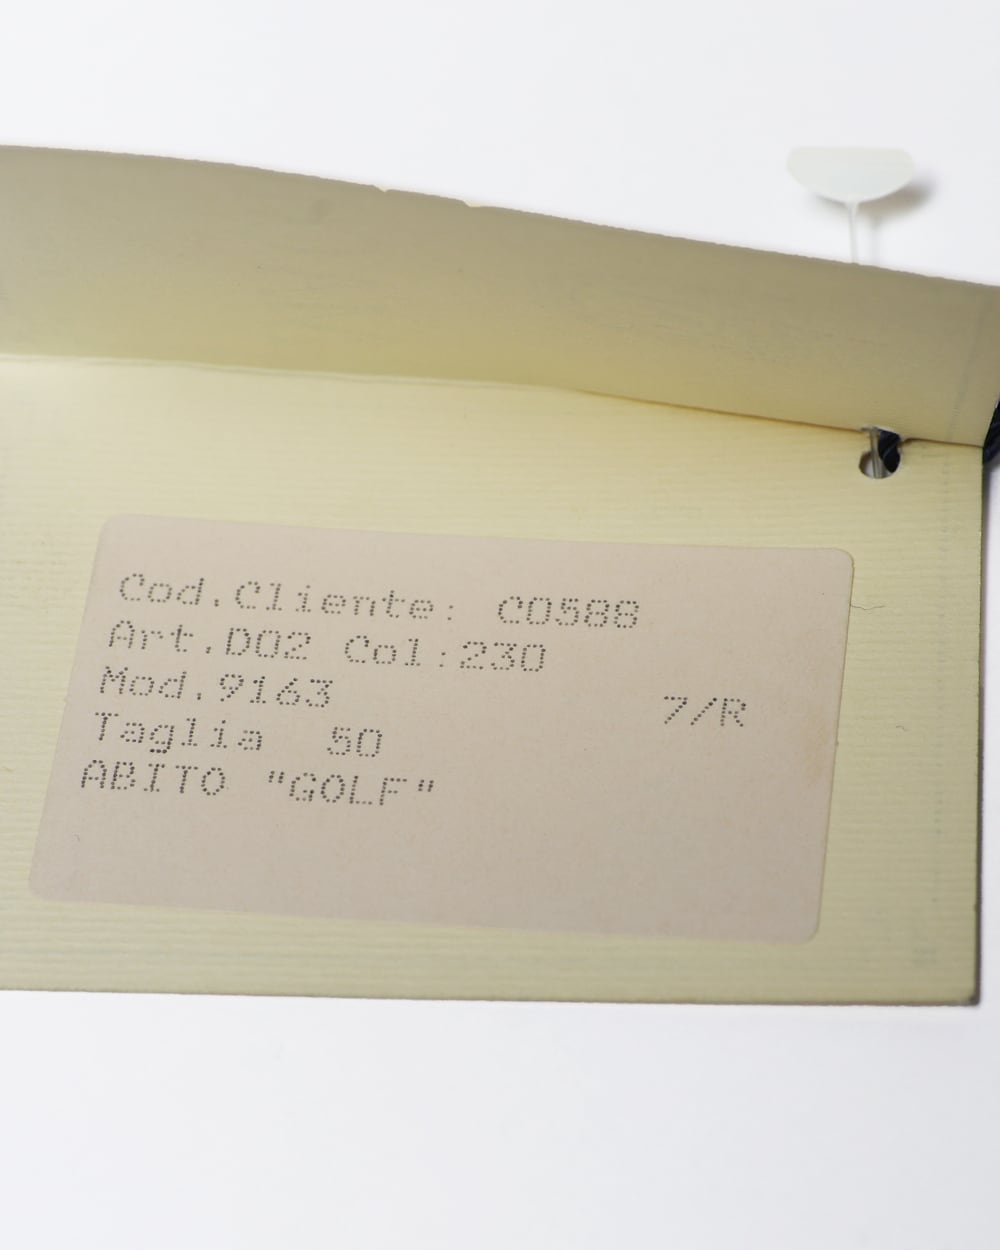 Cod.Cliente: C0588
Art.D02 Col:230
Mod.9163
7/R
Taglia 50
ABITO "GOLF"